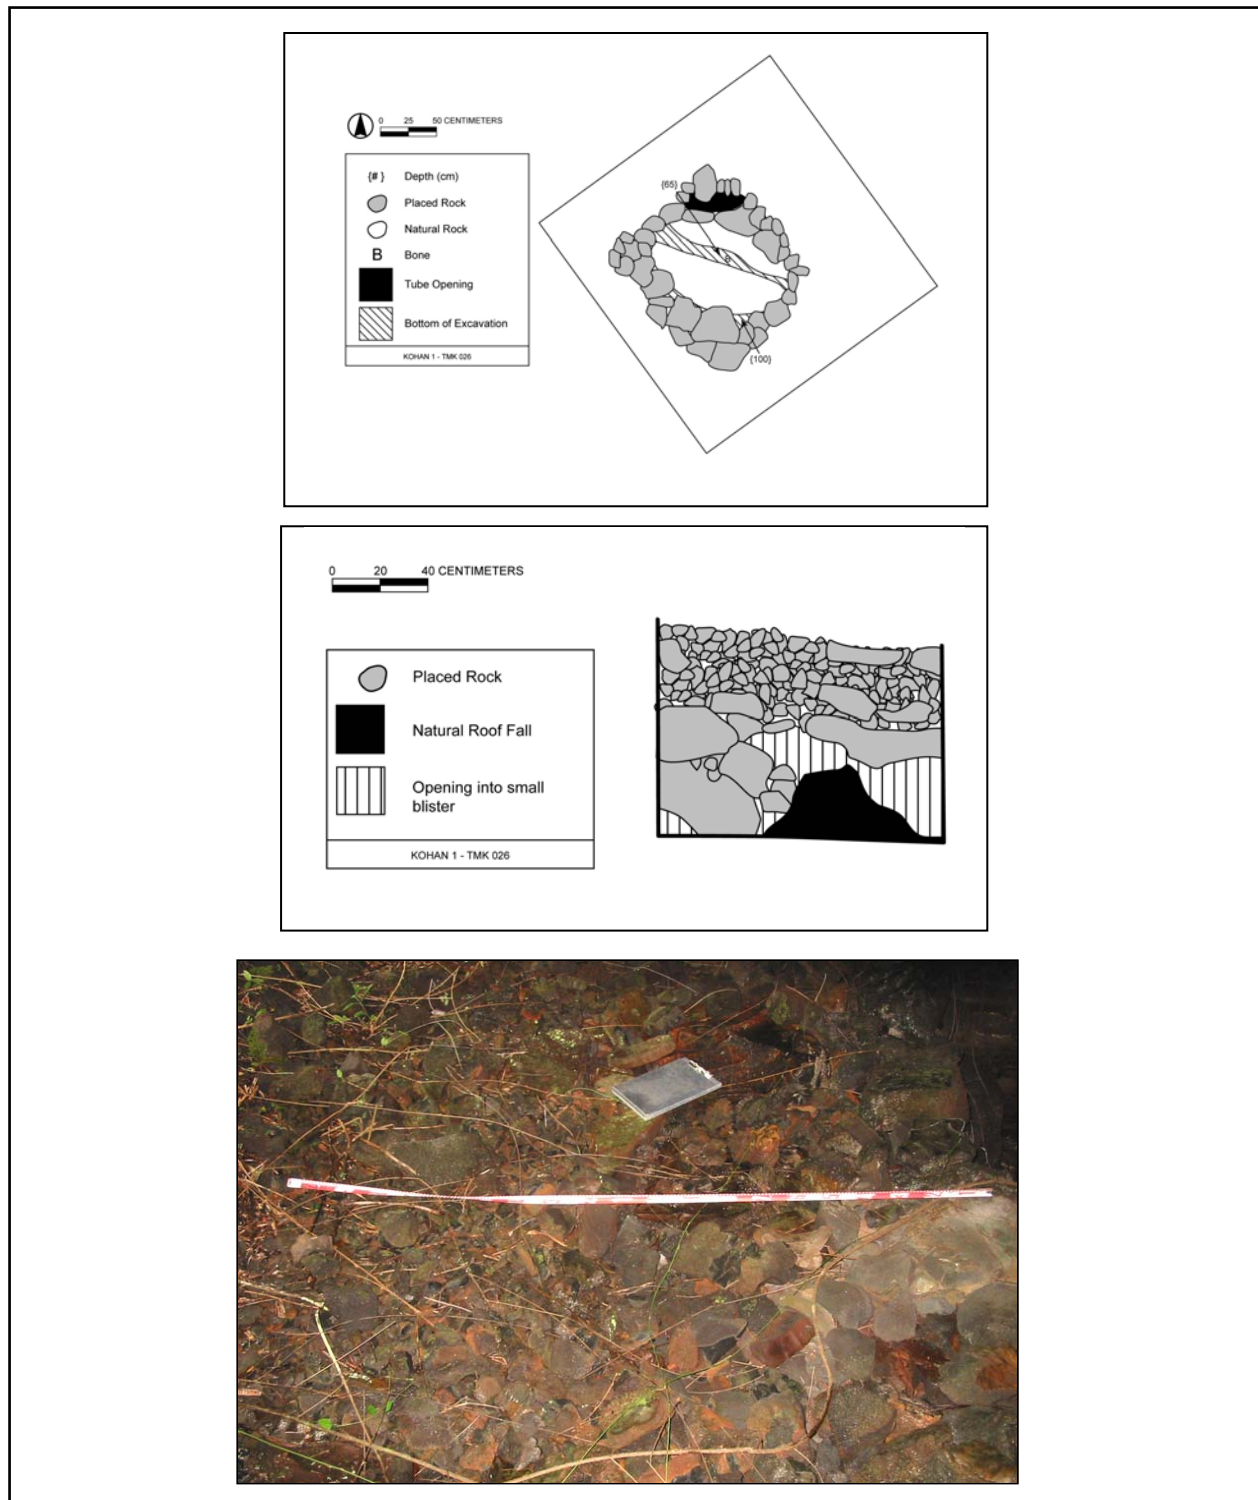 0 25 50 CENTIMETERS
{#} Depth (cm)
Placed Rock
Natural Rock
B Bone
Tube Opening
Bottom of Excavation
KOHAN 1 - TMK 026
{65}
B
{100}
0 20 40 CENTIMETERS
Placed Rock
Natural Roof Fall
Opening into small
blister
KOHAN 1 - TMK 026